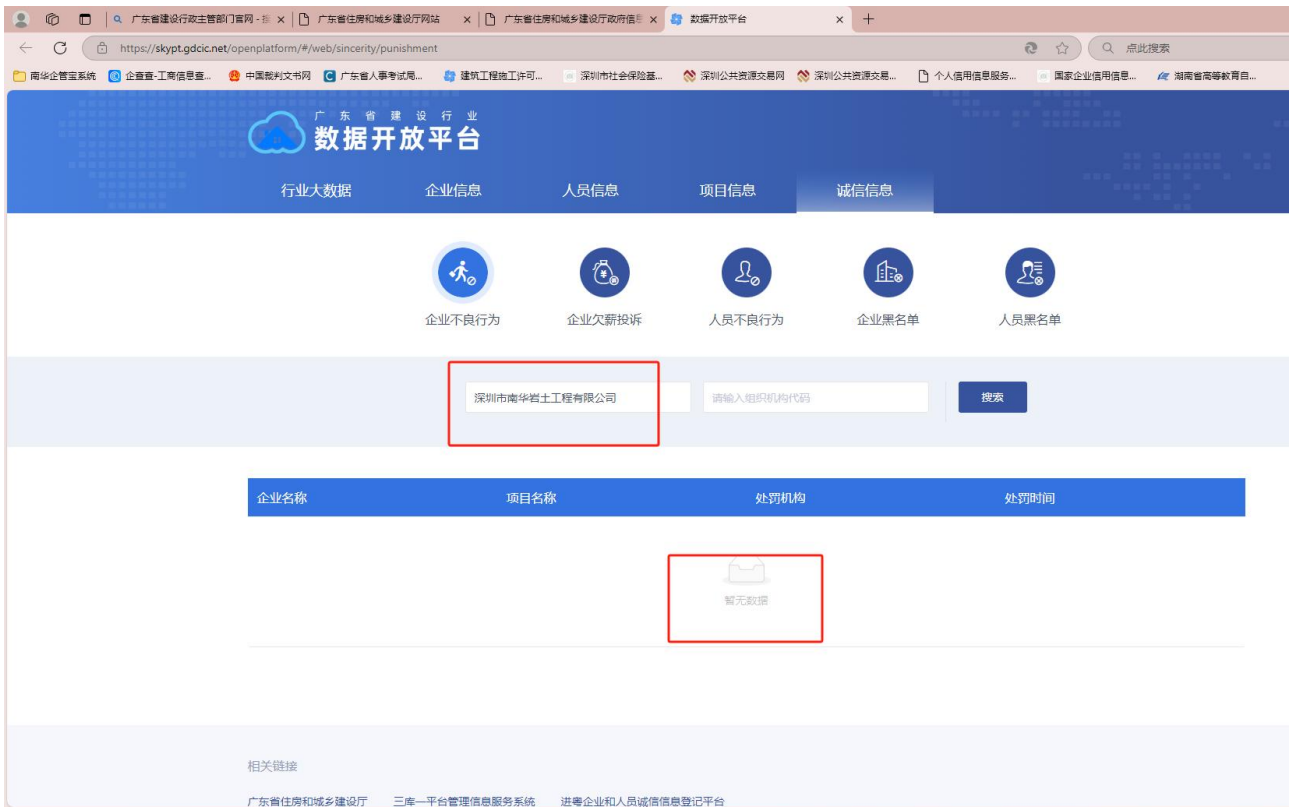 广东省建设行政主管部门官网 - 搜
广东省住房和城乡建设厅网站
广东省住房和城乡建设厅政府信息
数据开放平台
https://skypt.gdcic.net/openplatform/#/web/sincerity/punishment
点此搜索
南华企管宝系统
企查查-工商信息查...
中国裁判文书网
广东省人事考试局...
建筑工程施工许可...
深圳市社会保险基...
深圳公共资源交易网
深圳公共资源交易...
个人信用信息服务...
国家企业信用信息...
湖南省高等教育自...
广东省建设行业
数据开放平台
行业大数据 企业信息 人员信息 项目信息 诚信信息
企业不良行为 企业欠薪投诉 人员不良行为 企业黑名单 人员黑名单
深圳市南华岩土工程有限公司 请输入组织机构代码 搜索
企业名称 项目名称 处罚机构 处罚时间
暂无数据
相关链接
广东省住房和城乡建设厅 三库一平台管理信息服务系统 进粤企业和人员诚信信息登记平台